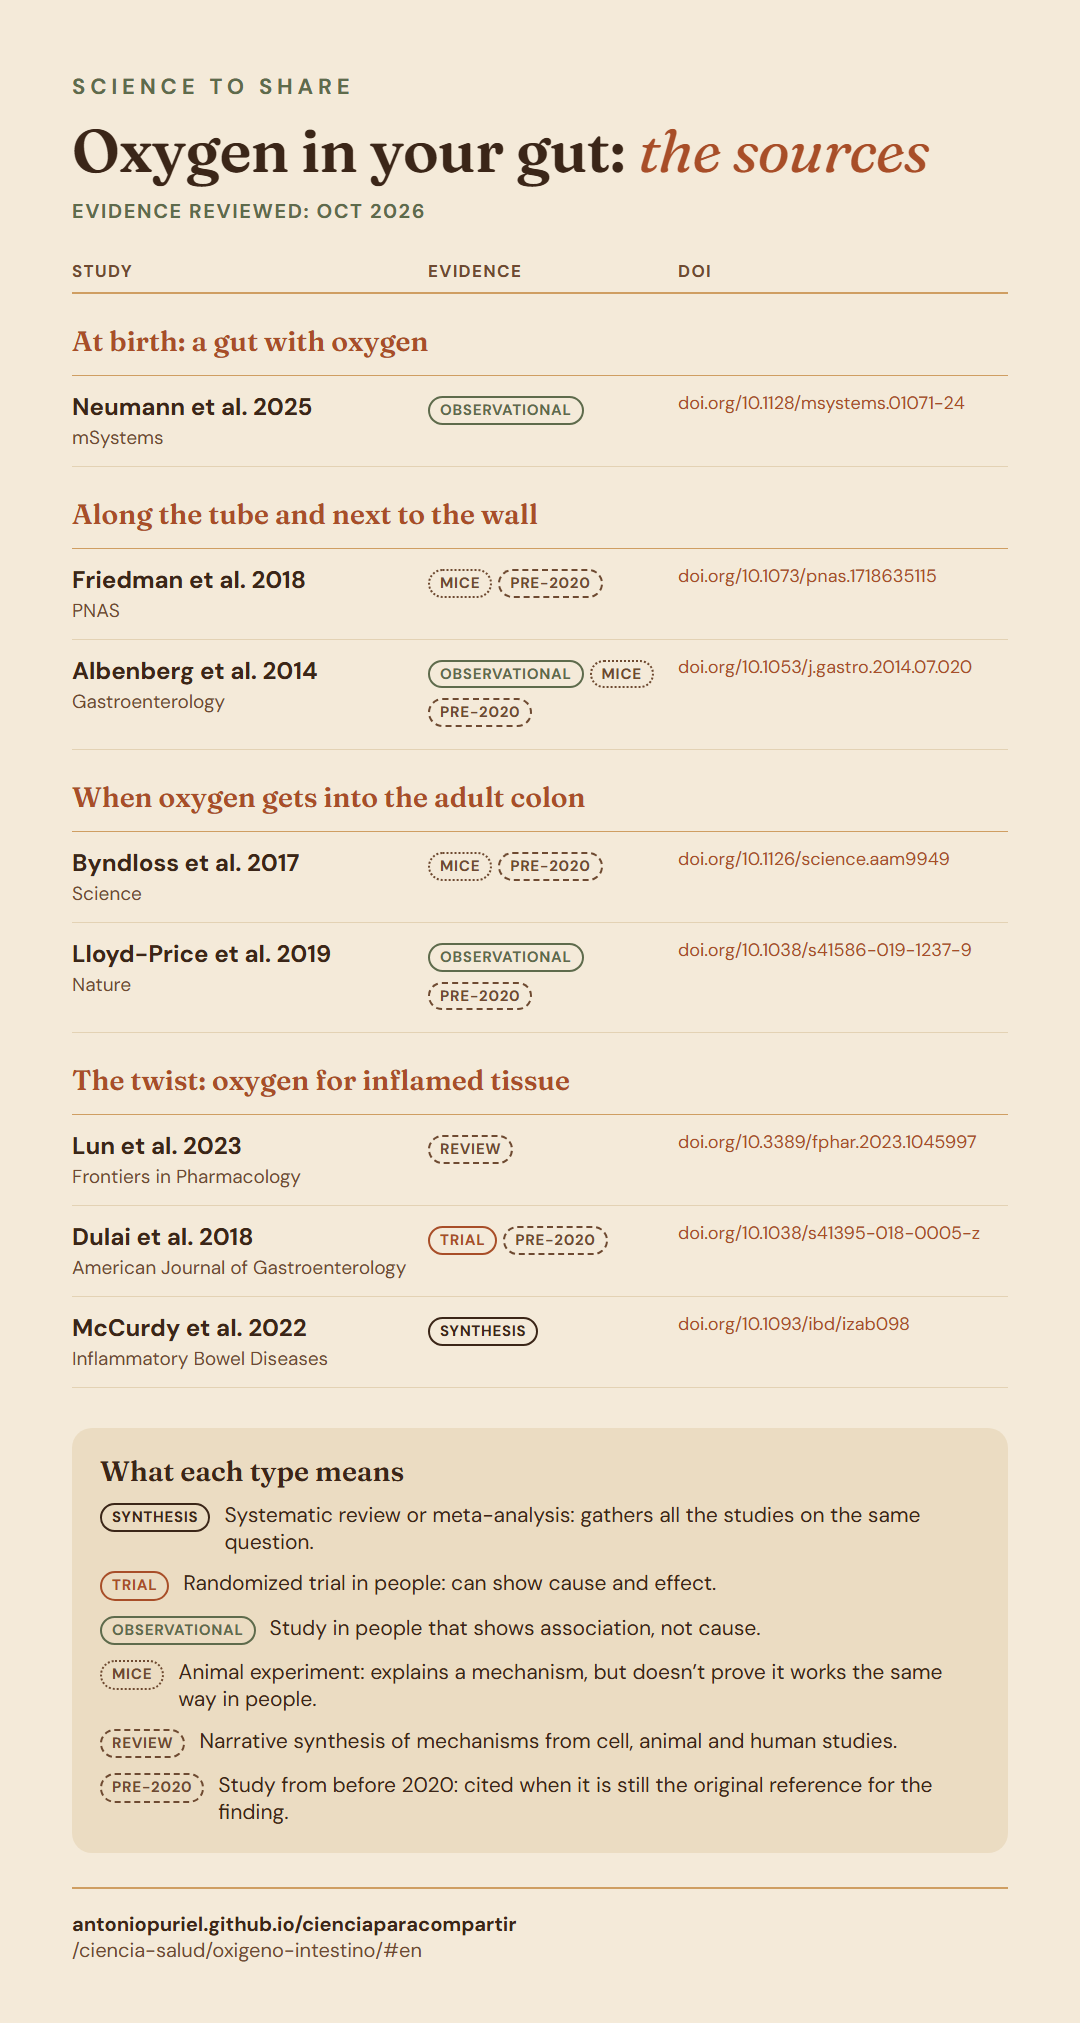 SCIENCE TO SHARE
Oxygen in your gut: the sources
EVIDENCE REVIEWED: OCT 2026
STUDY EVIDENCE DOI
At birth: a gut with oxygen
Neumann et al. 2025 OBSERVATIONAL doi.org/10.1128/msystems.01071-24
mSystems
Along the tube and next to the wall
Friedman et al. 2018 MICE PRE-2020 doi.org/10.1073/pnas.1718635115
PNAS
Albenberg et al. 2014 OBSERVATIONAL MICE doi.org/10.1053/j.gastro.2014.07.020
Gastroenterology PRE-2020
When oxygen gets into the adult colon
Byndloss et al. 2017 MICE PRE-2020 doi.org/10.1126/science.aam9949
Science
Lloyd-Price et al. 2019 OBSERVATIONAL doi.org/10.1038/s41586-019-1237-9
Nature PRE-2020
The twist: oxygen for inflamed tissue
Lun et al. 2023 REVIEW doi.org/10.3389/fphar.2023.1045997
Frontiers in Pharmacology
Dulai et al. 2018 TRIAL PRE-2020 doi.org/10.1038/s41395-018-0005-z
American Journal of Gastroenterology
McCurdy et al. 2022 SYNTHESIS doi.org/10.1093/ibd/izab098
Inflammatory Bowel Diseases
What each type means
SYNTHESIS Systematic review or meta-analysis: gathers all the studies on the same
question.
TRIAL Randomized trial in people: can show cause and effect.
OBSERVATIONAL Study in people that shows association, not cause.
MICE Animal experiment: explains a mechanism, but doesn’t prove it works the same
way in people.
REVIEW Narrative synthesis of mechanisms from cell, animal and human studies.
PRE-2020 Study from before 2020: cited when it is still the original reference for the
finding.
antoniopuriel.github.io/cienciaparacompartir
/ciencia-salud/oxigeno-intestino/#en